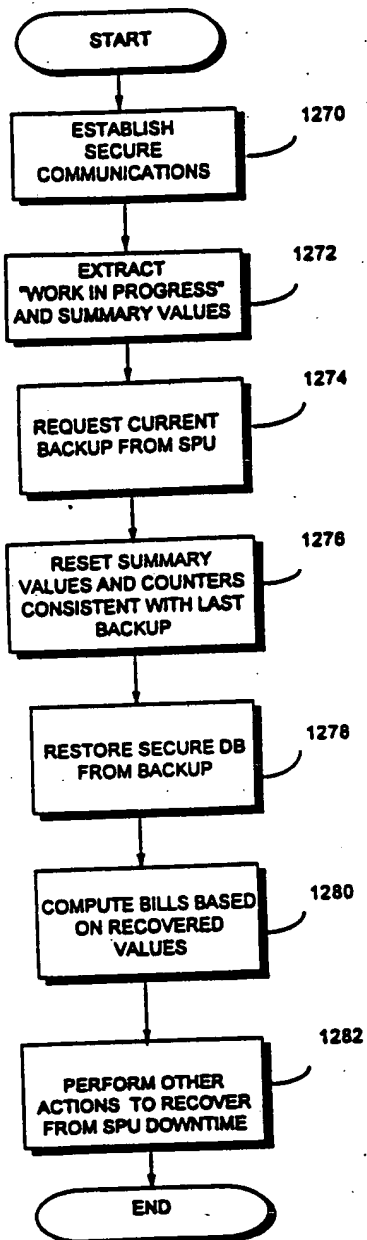 START
ESTABLISH
SECURE
COMMUNICATIONS
1270
EXTRACT
"WORK IN PROGRESS"
AND SUMMARY VALUES
1272
REQUEST CURRENT
BACKUP FROM SPU
1274
RESET SUMMARY
VALUES AND COUNTERS
CONSISTENT WITH LAST
BACKUP
1276
RESTORE SECURE DB
FROM BACKUP
1278
COMPUTE BILLS BASED
ON RECOVERED
VALUES
1280
PERFORM OTHER
ACTIONS TO RECOVER
FROM SPU DOWNTIME
1282
END